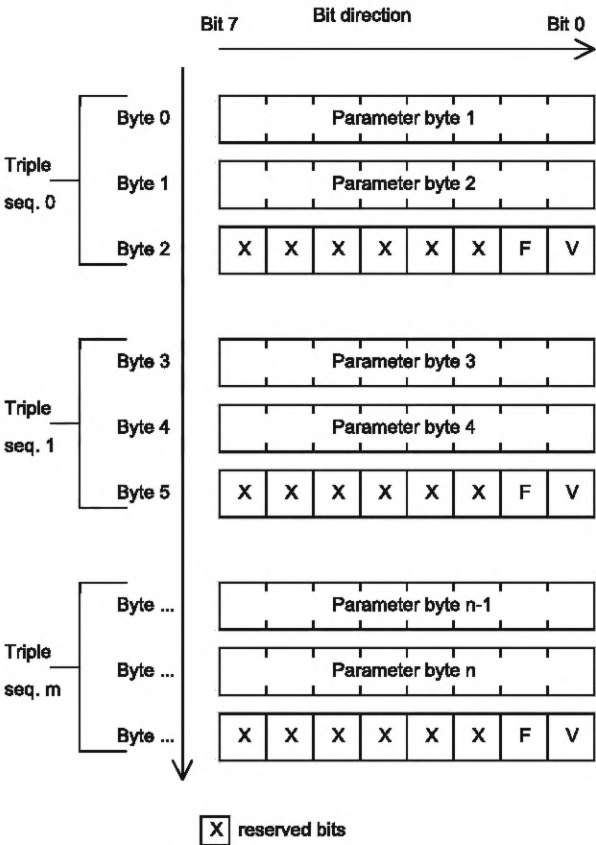 Bit direction
Bit 7 Bit 0
Byte 0 Parameter byte 1
Triple
seq. 0
Byte 1 Parameter byte 2
Byte 2 X X X X X X F V
Byte 3 Parameter byte 3
Triple
seq. 1
Byte 4 Parameter byte 4
Byte 5 X X X X X X F V
Byte ... Parameter byte n-1
Triple
seq. m
Byte ... Parameter byte n
Byte ... X X X X X X F V
X reserved bits